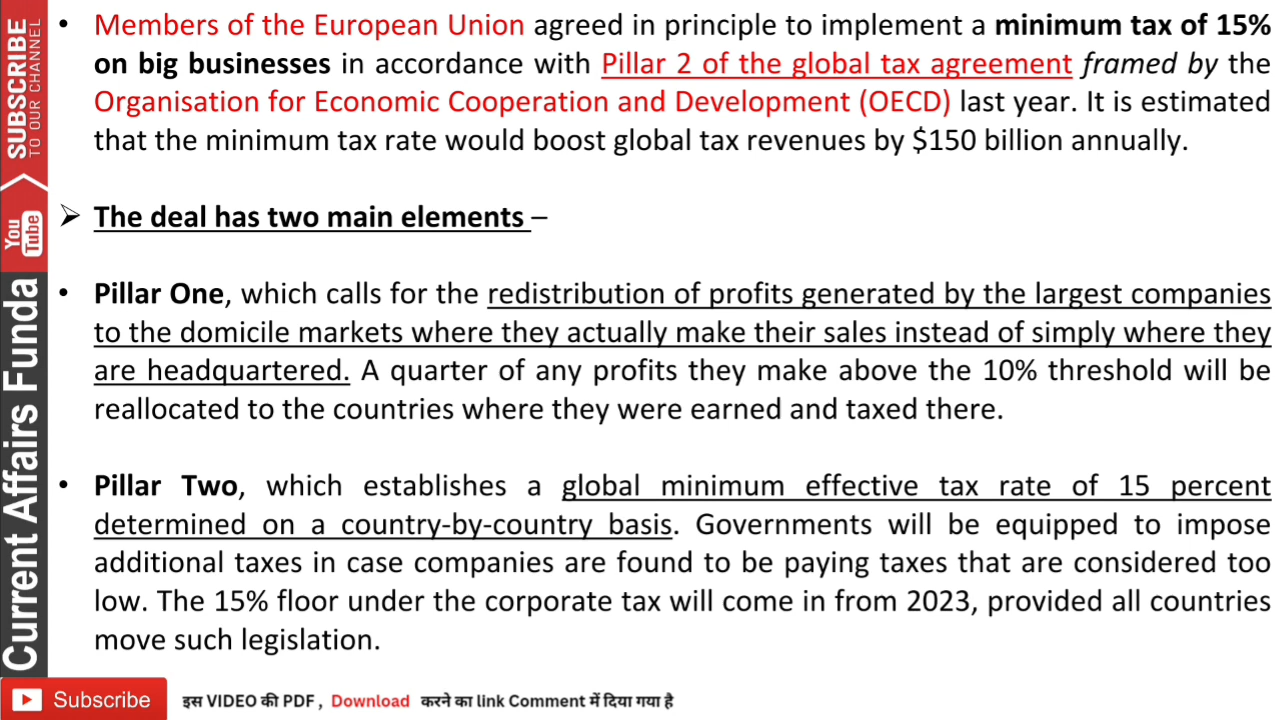 SUBSCRIBE
TO OUR CHANNEL
You
Tube
Current Affairs Funda
• Members of the European Union agreed in principle to implement a minimum tax of 15%
on big businesses in accordance with Pillar 2 of the global tax agreement framed by the
Organisation for Economic Cooperation and Development (OECD) last year. It is estimated
that the minimum tax rate would boost global tax revenues by $150 billion annually.
➢ The deal has two main elements –
• Pillar One, which calls for the redistribution of profits generated by the largest companies
to the domicile markets where they actually make their sales instead of simply where they
are headquartered. A quarter of any profits they make above the 10% threshold will be
reallocated to the countries where they were earned and taxed there.
• Pillar Two, which establishes a global minimum effective tax rate of 15 percent
determined on a country-by-country basis. Governments will be equipped to impose
additional taxes in case companies are found to be paying taxes that are considered too
low. The 15% floor under the corporate tax will come in from 2023, provided all countries
move such legislation.
Subscribe
इस VIDEO की PDF , Download करने का link Comment में दिया गया है